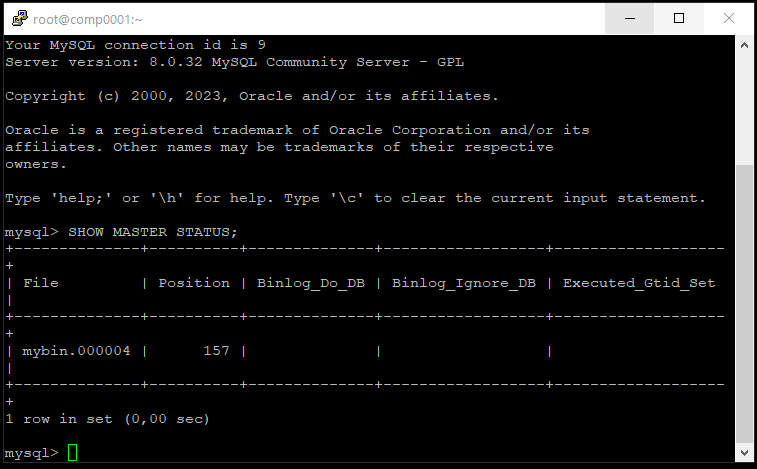 root@comp0001:~
Your MySQL connection id is 9
Server version: 8.0.32 MySQL Community Server - GPL
Copyright (c) 2000, 2023, Oracle and/or its affiliates.
Oracle is a registered trademark of Oracle Corporation and/or its
affiliates. Other names may be trademarks of their respective
owners.
Type 'help;' or '\h' for help. Type '\c' to clear the current input statement.
mysql> SHOW MASTER STATUS;
+--------------+----------+--------------+------------------+-------------------
+
| File         | Position | Binlog_Do_DB | Binlog_Ignore_DB | Executed_Gtid_Set
|
+--------------+----------+--------------+------------------+-------------------
+
| mybin.000004 |      157 |              |                  |
|
+--------------+----------+--------------+------------------+-------------------
+
1 row in set (0,00 sec)
mysql>